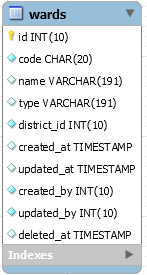 wards
id INT(10)
code CHAR(20)
name VARCHAR(191)
type VARCHAR(191)
district_id INT(10)
created_at TIMESTAMP
updated_at TIMESTAMP
created_by INT(10)
updated_by INT(10)
deleted_at TIMESTAMP
Indexes